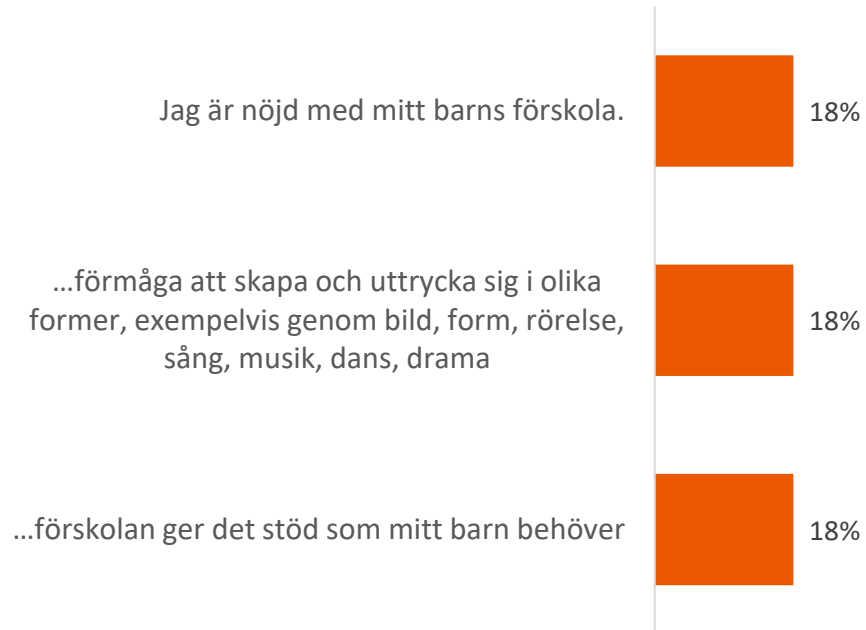 Jag är nöjd med mitt barns förskola.
18%
...förmåga att skapa och uttrycka sig i olika
former, exempelvis genom bild, form, rörelse,
sång, musik, dans, drama
18%
...förskolan ger det stöd som mitt barn behöver
18%